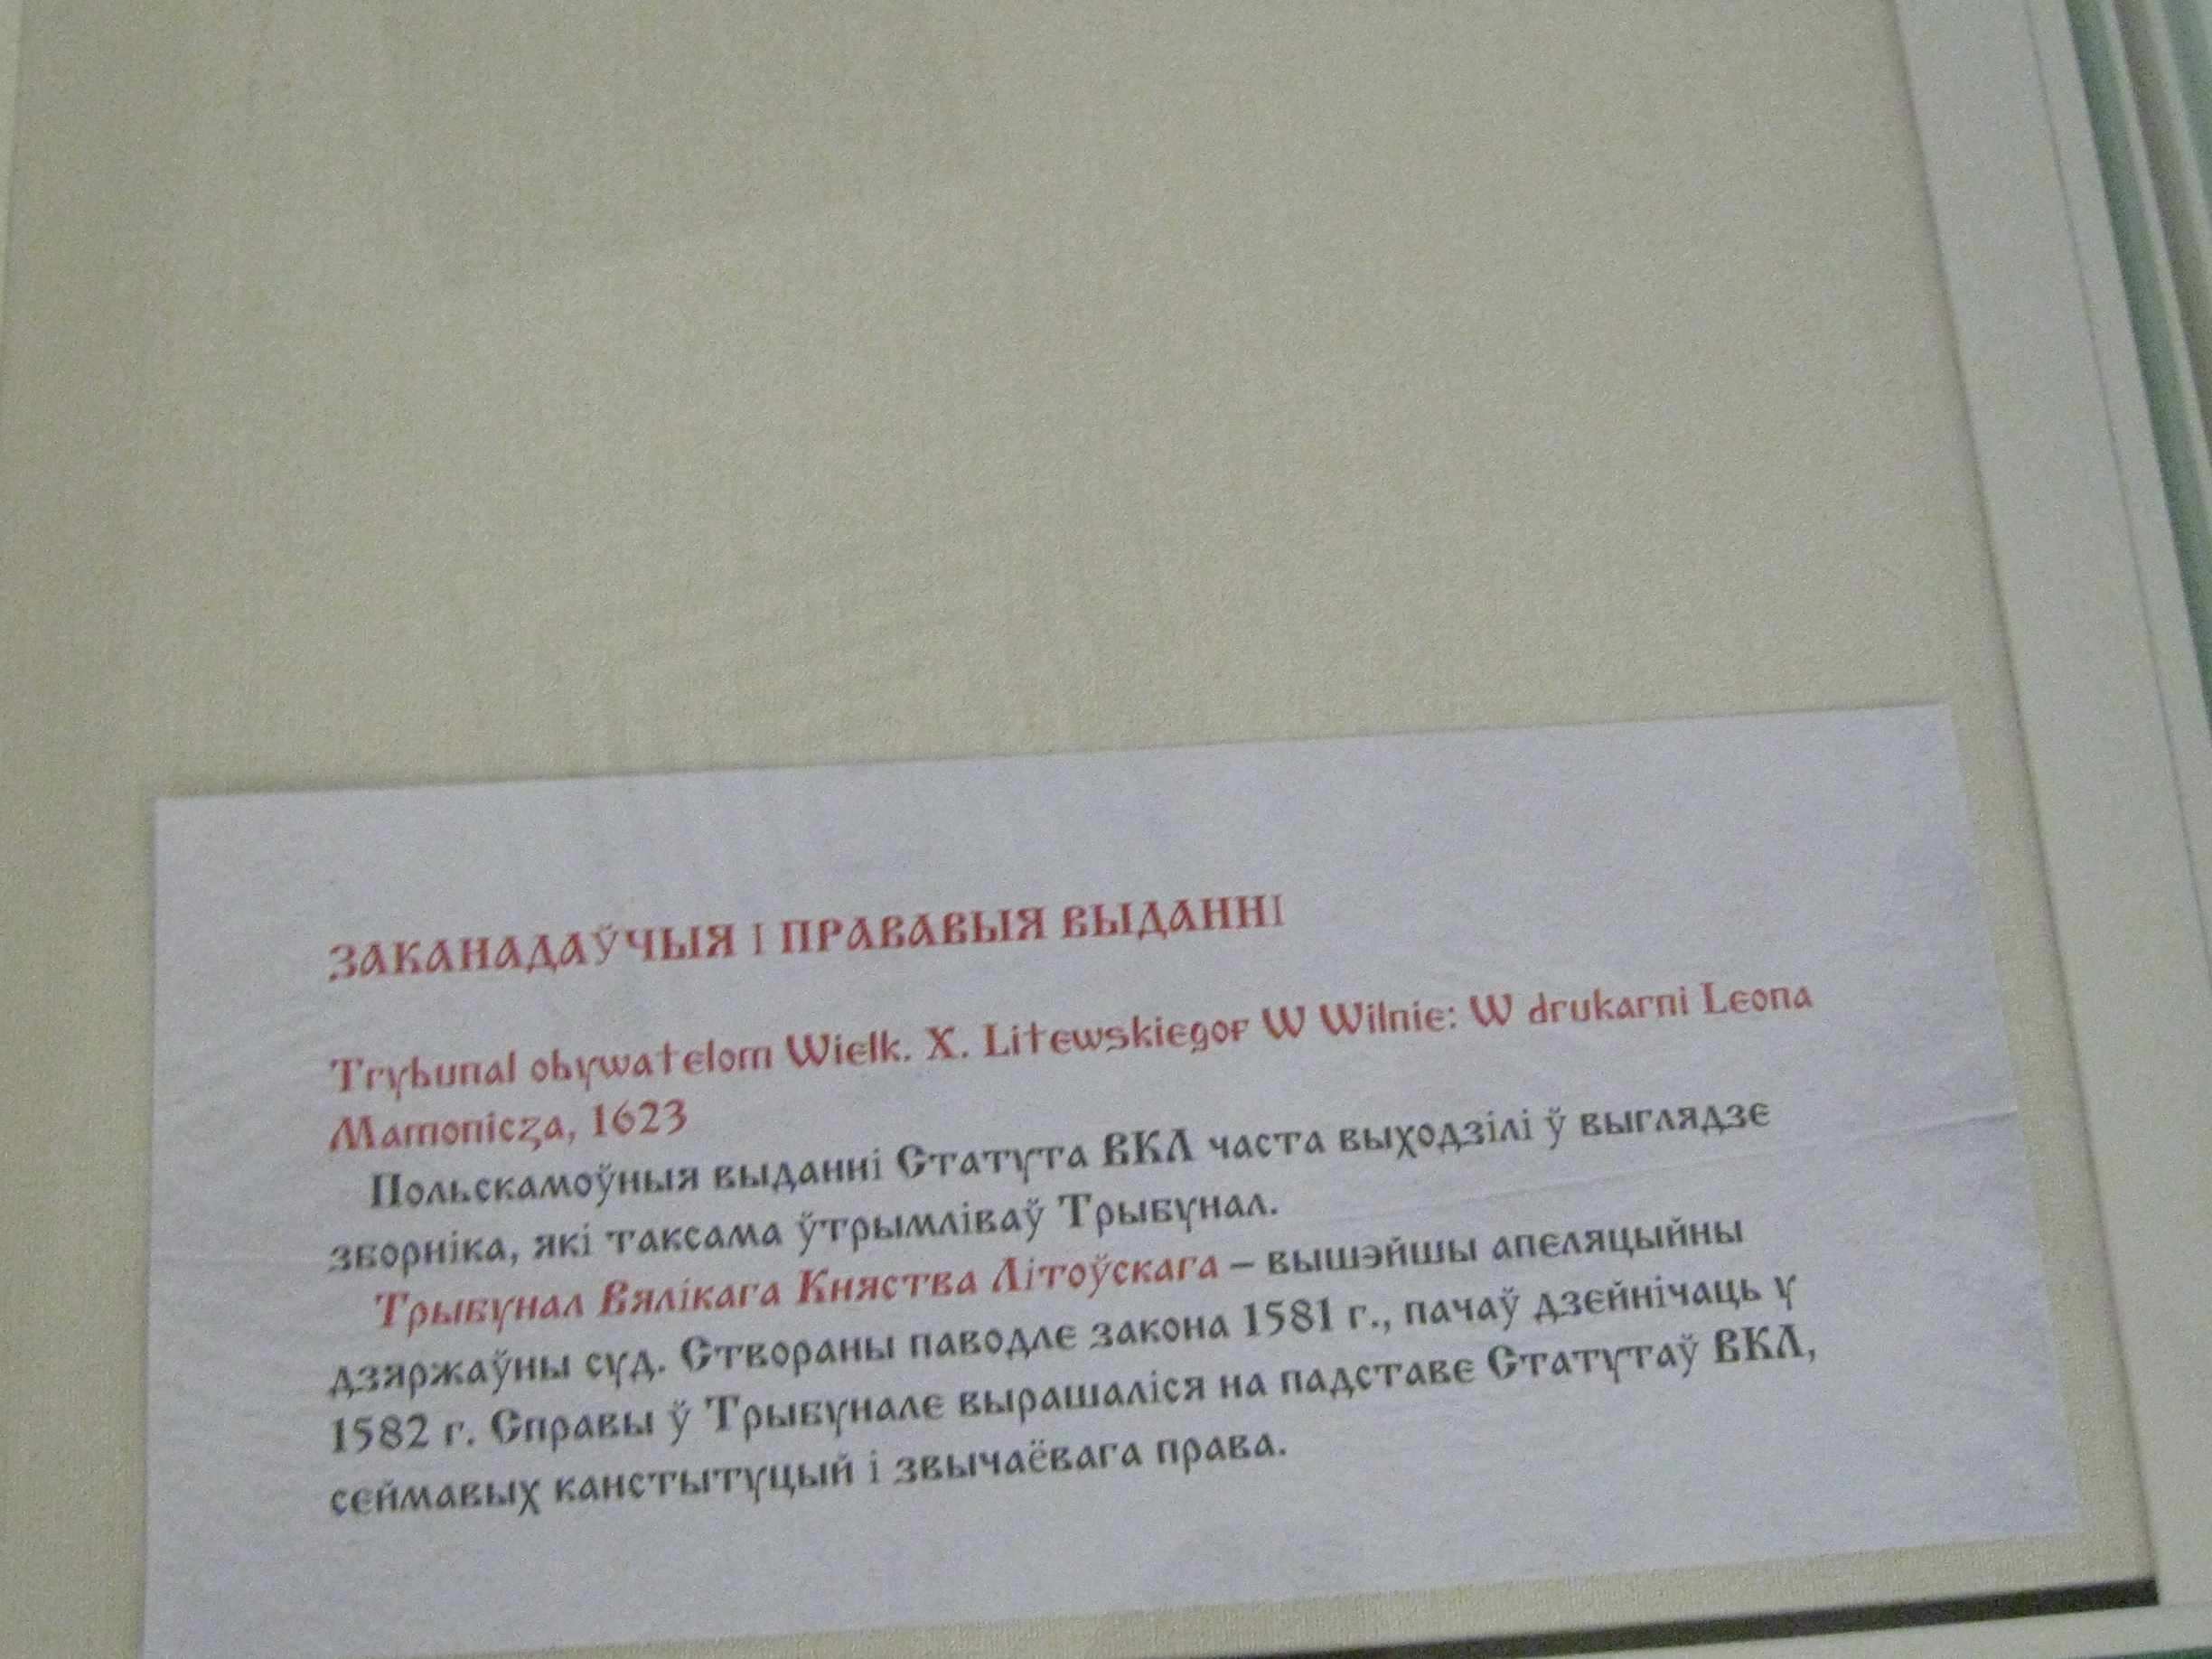 ЗАКАНАДАЎЧЫЯ І ПРАВАВЫЯ ВЫДАННІ
Trybunal obywatelom Wielk. X. Litewskiegoг W Wilnie: W drukarni Leona
Mamonicza, 1623
Польскамоўныя выданні Статута ВКЛ часта выходзілі ў выглядзе
зборніка, які таксама ўтрымліваў Трыбунал.
Трыбунал Вялікага Княства Літоўскага – вышэйшы апеляцыйны
дзяржаўны суд. Створаны паводле закона 1581 г., пачаў дзейнічаць у
1582 г. Справы ў Трыбунале вырашаліся на падставе Статутаў ВКЛ,
сеймавых канстытуцый і звычаёвага права.